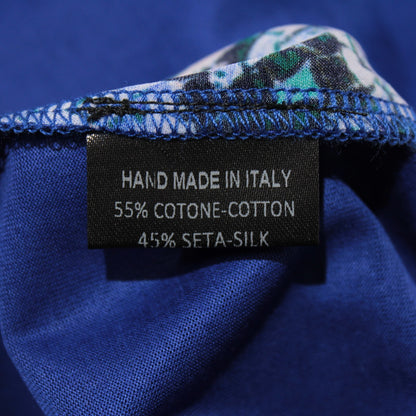 HAND MADE IN ITALY
55% COTONE-COTTON
45% SETA-SILK